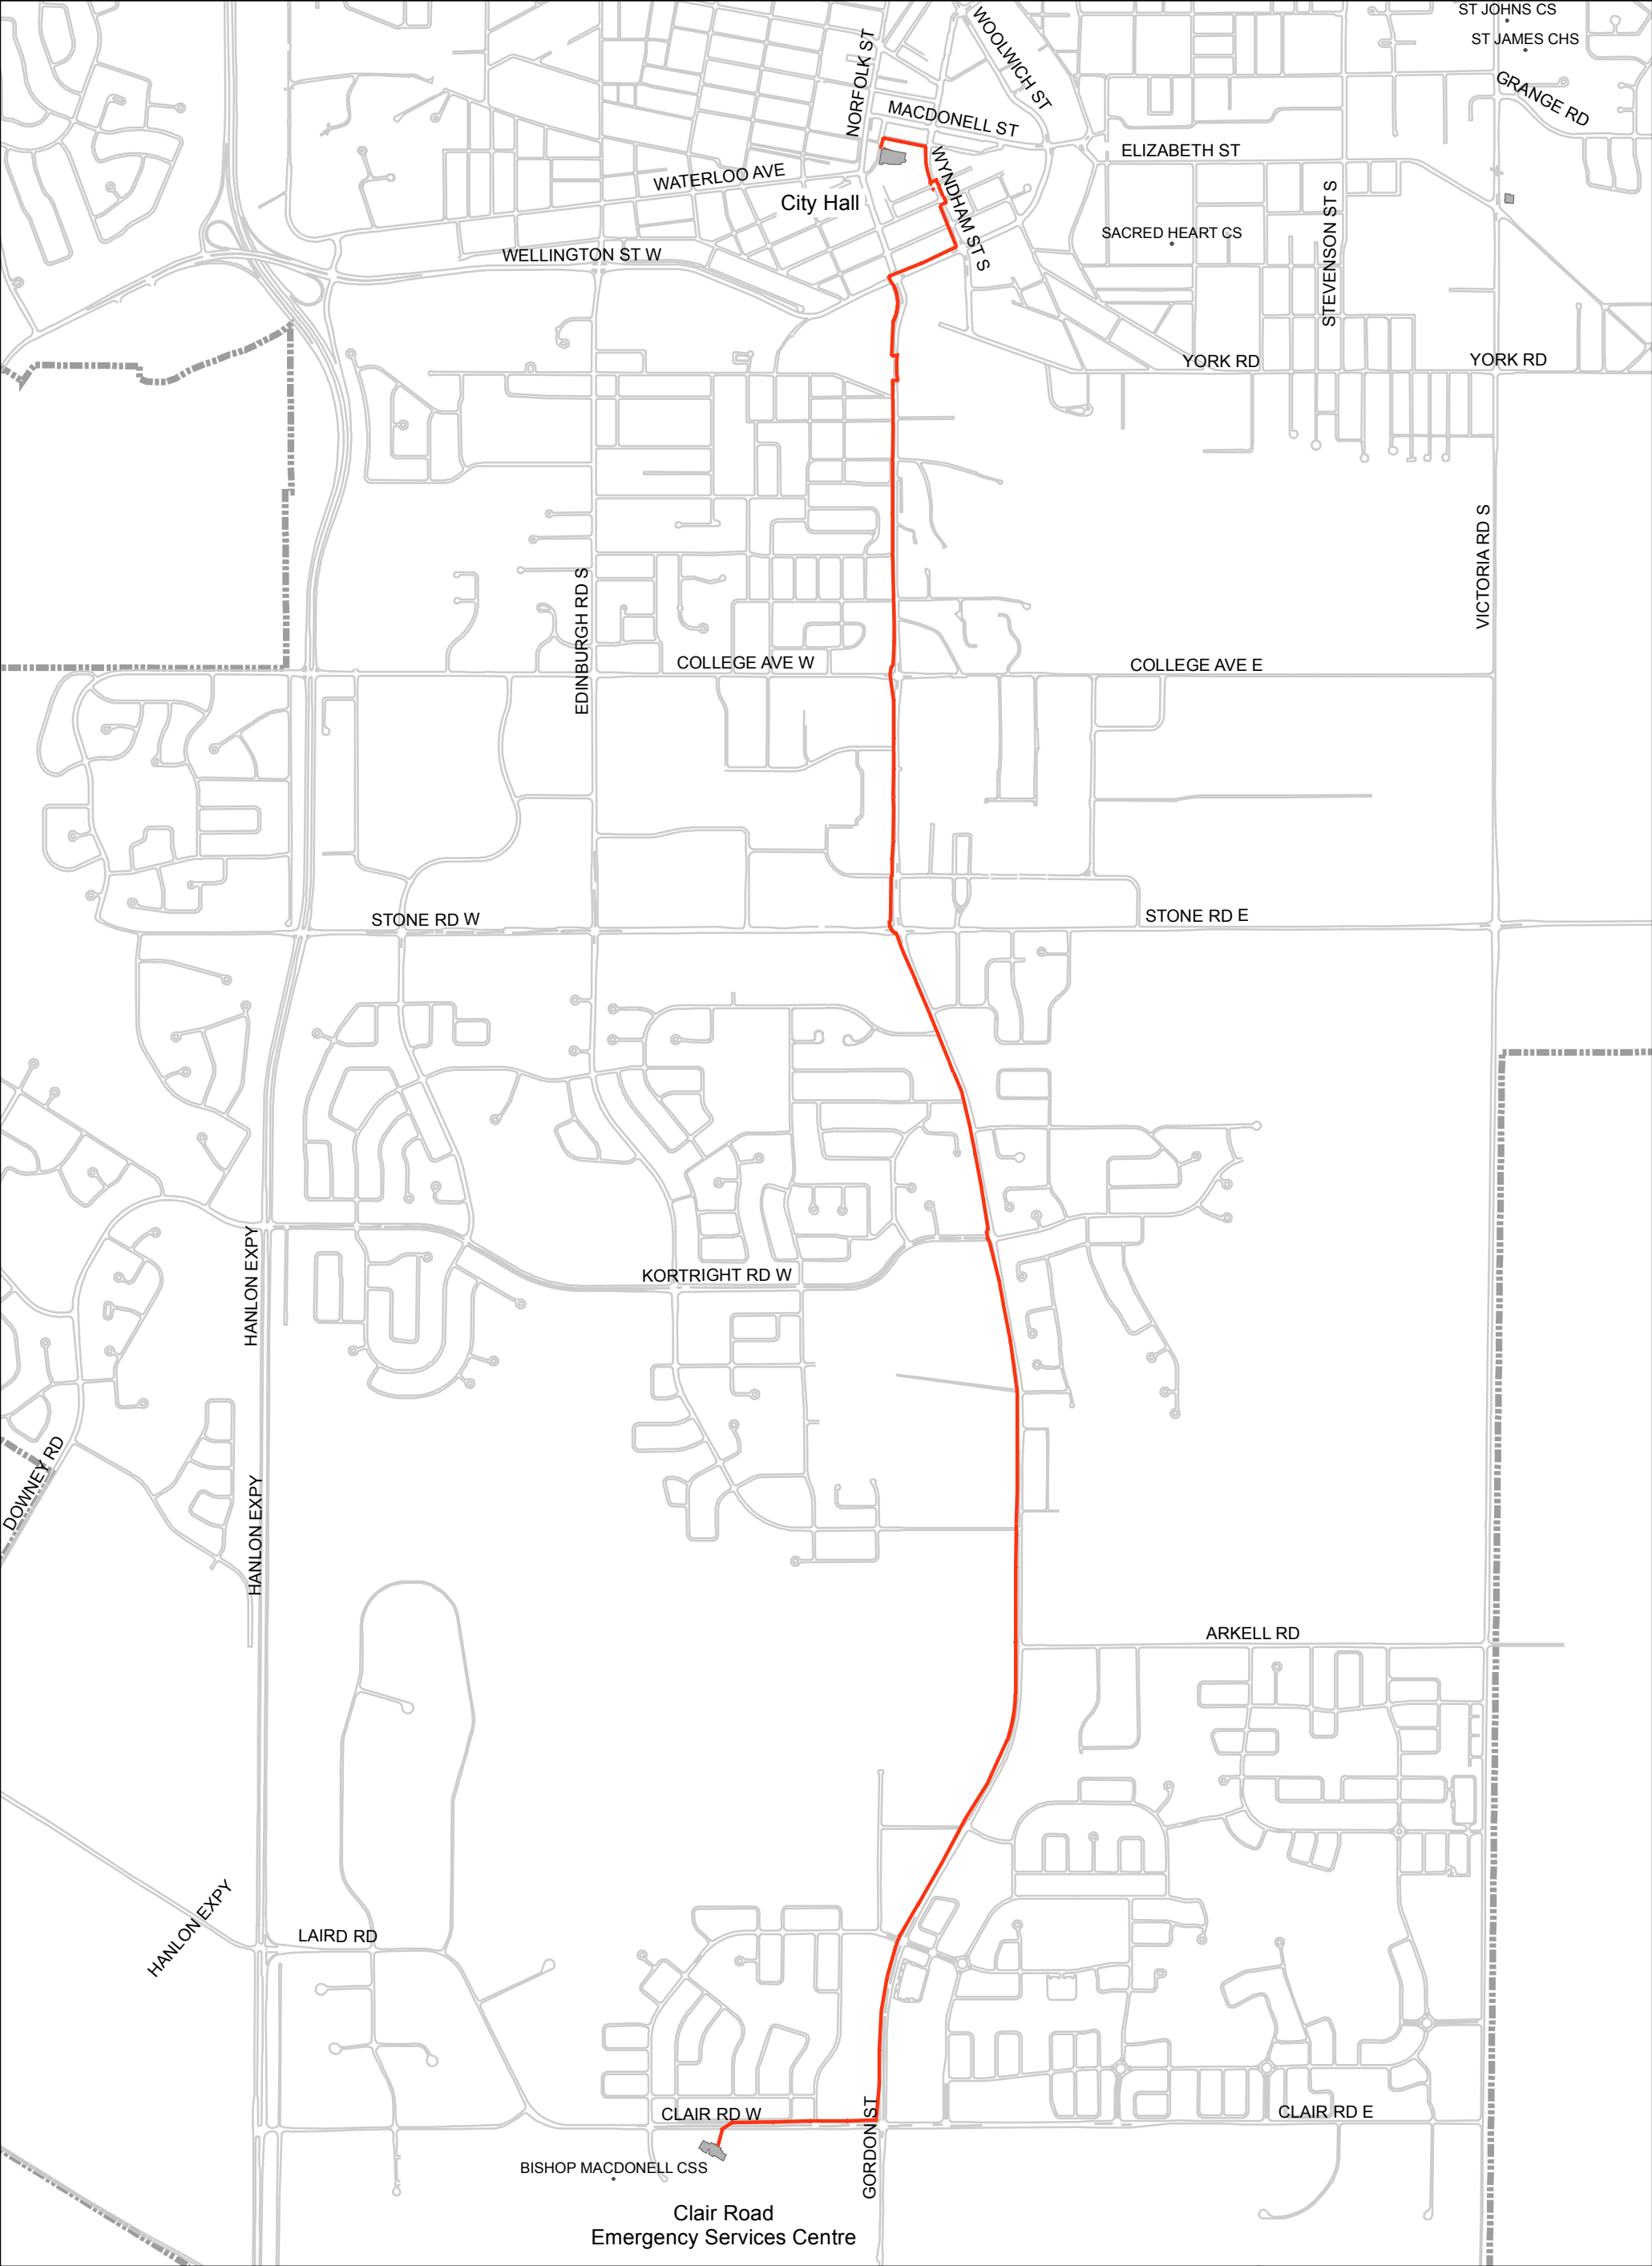 ST JOHNS CS
ST JAMES CHS
WOOLWICH ST
NORFOLK ST
GRANGE RD
MACDONELL ST
ELIZABETH ST
WATERLOO AVE
WYNDHAM ST S
City Hall
STEVENSON ST S
SACRED HEART CS
WELLINGTON ST W
YORK RD
YORK RD
VICTORIA RD S
EDINBURGH RD S
COLLEGE AVE W
COLLEGE AVE E
STONE RD W
STONE RD E
HANLON EXPY
KORTRIGHT RD W
DOWNEY RD
HANLON EXPY
ARKELL RD
HANLON EXPY
LAIRD RD
CLAIR RD W
GORDON ST
CLAIR RD E
BISHOP MACDONELL CSS
Clair Road
Emergency Services Centre